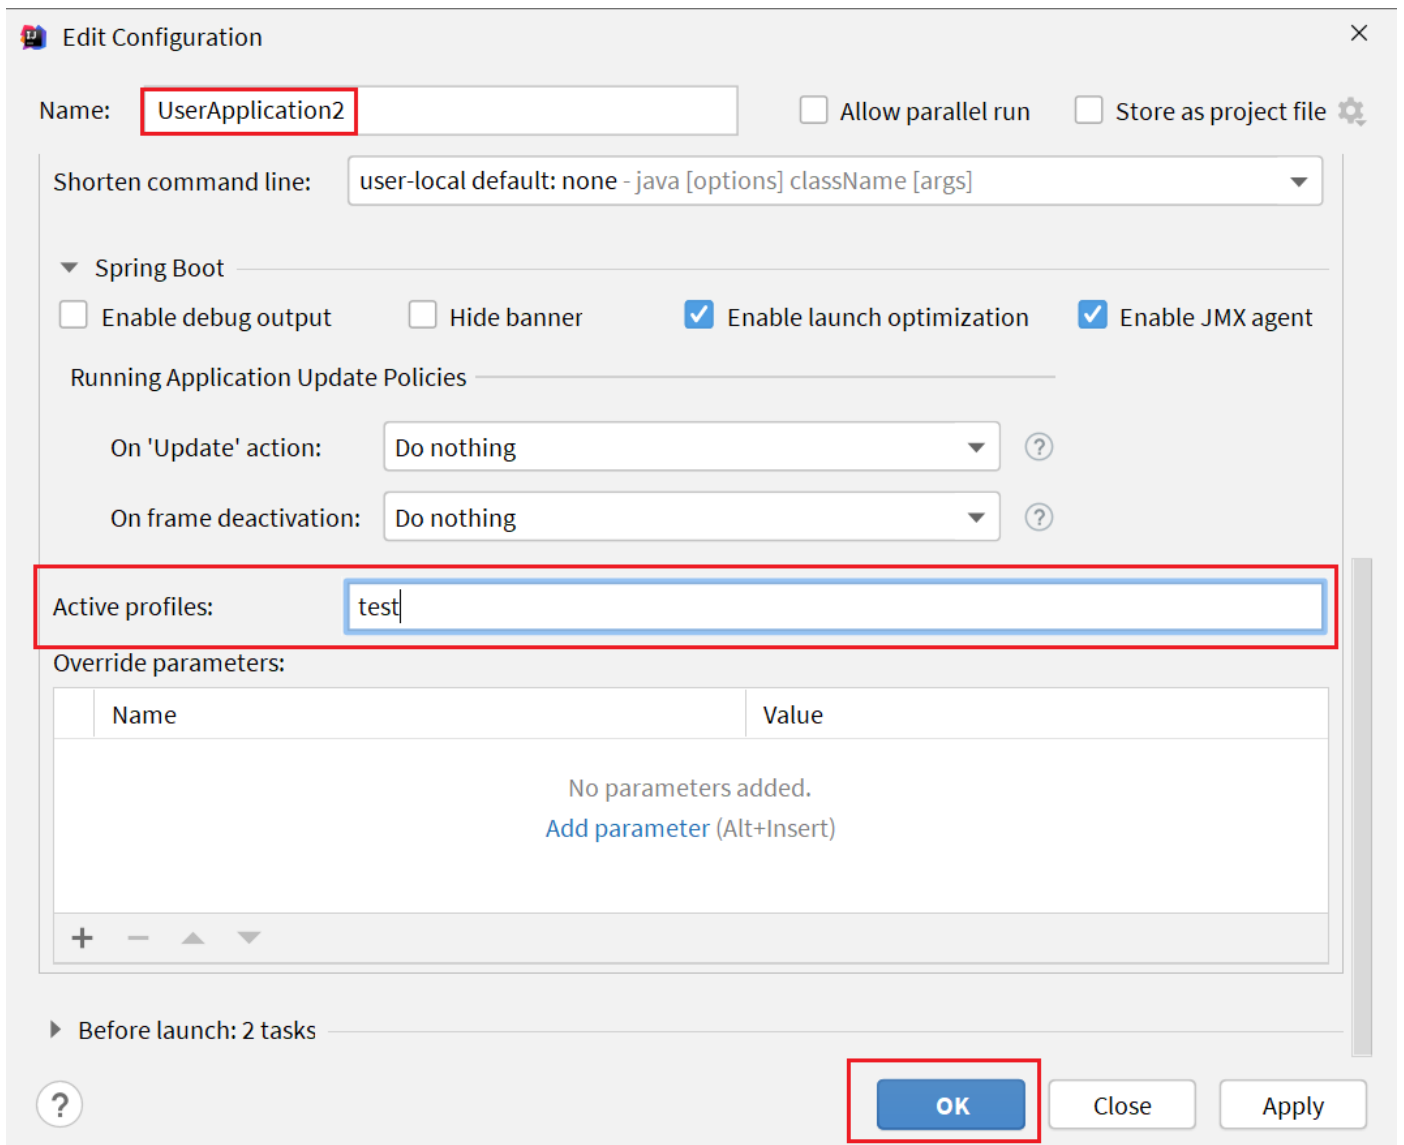 Edit Configuration
Name: UserApplication2 Allow parallel run Store as project file
Shorten command line: user-local default: none - java [options] className [args]
Spring Boot
Enable debug output Hide banner Enable launch optimization Enable JMX agent
Running Application Update Policies
On 'Update' action: Do nothing ?
On frame deactivation: Do nothing ?
Active profiles: test
Override parameters:
Name Value
No parameters added.
Add parameter (Alt+Insert)
Before launch: 2 tasks
? OK Close Apply